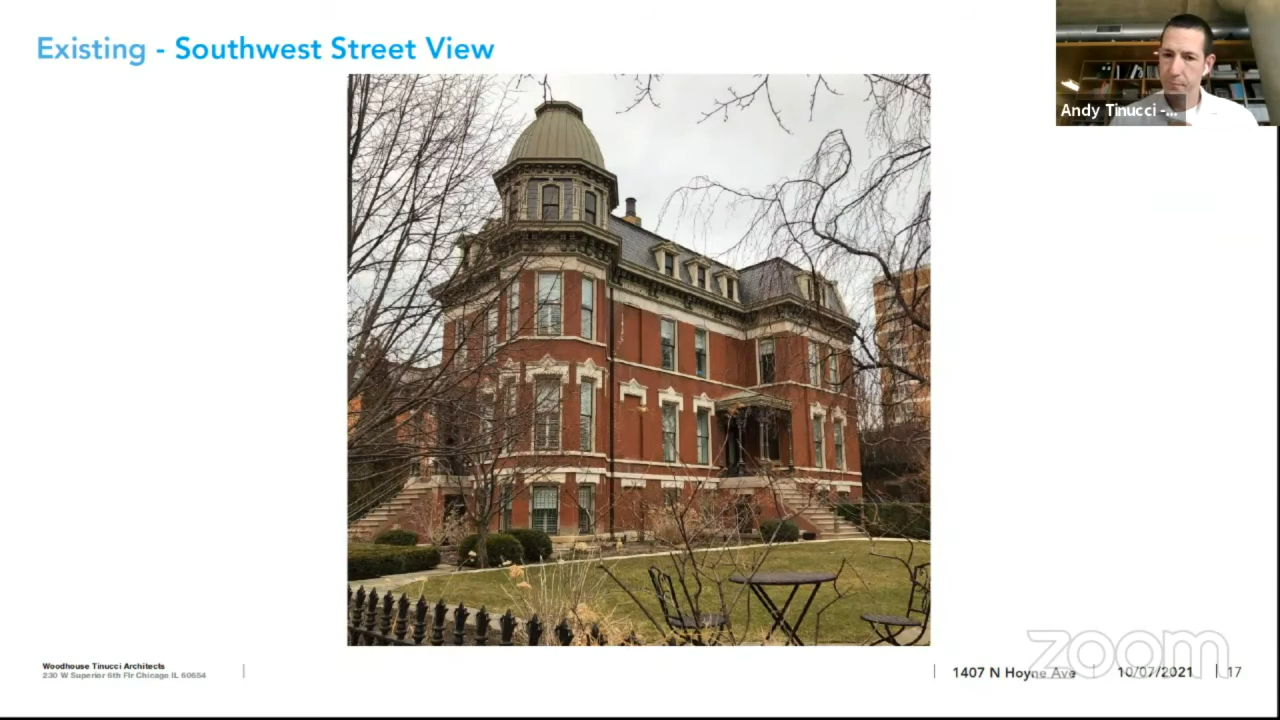 Existing - Southwest Street View
Andy Tinucci -...
Woodhouse Tinucci Architects
230 W Superior 6th Flr Chicago IL 60654
1407 N Hoyne Ave
10/07/2021
17
zoom